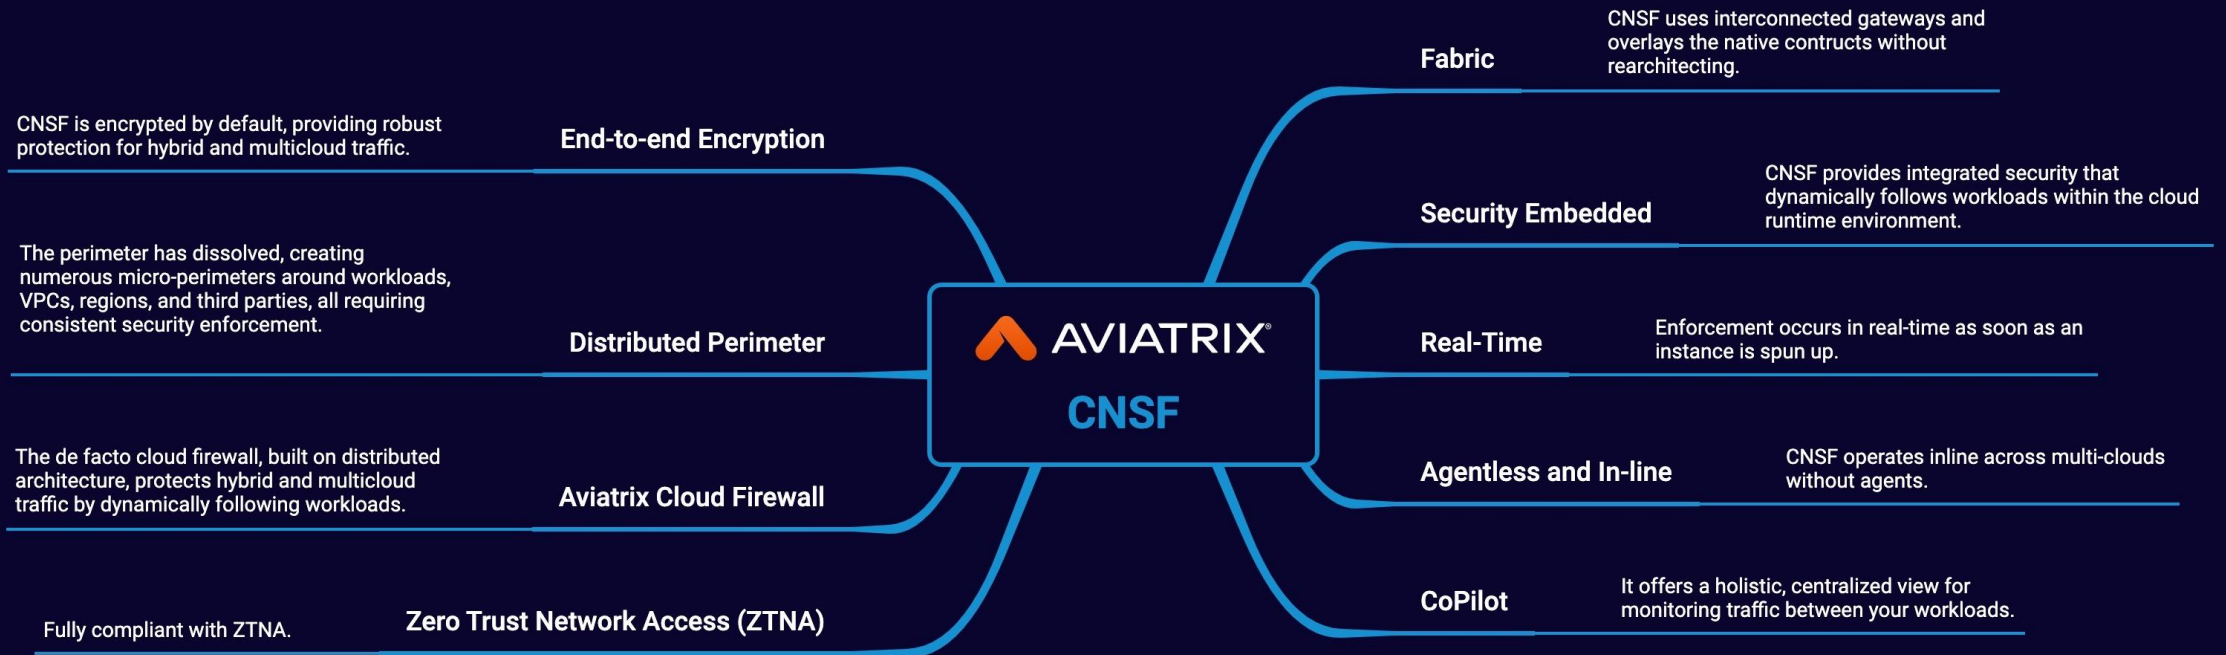 CNSF uses interconnected gateways and
overlays the native contructs without
rearchitecting.
Fabric
CNSF is encrypted by default, providing robust
protection for hybrid and multicloud traffic.
End-to-end Encryption
CNSF provides integrated security that
dynamically follows workloads within the cloud
runtime environment.
Security Embedded
The perimeter has dissolved, creating
numerous micro-perimeters around workloads,
VPCs, regions, and third parties, all requiring
consistent security enforcement.
Distributed Perimeter
AVIATRIX®
CNSF
Real-Time
Enforcement occurs in real-time as soon as an
instance is spun up.
The de facto cloud firewall, built on distributed
architecture, protects hybrid and multicloud
traffic by dynamically following workloads.
Aviatrix Cloud Firewall
Agentless and In-line
CNSF operates inline across multi-clouds
without agents.
Fully compliant with ZTNA.
Zero Trust Network Access (ZTNA)
CoPilot
It offers a holistic, centralized view for
monitoring traffic between your workloads.